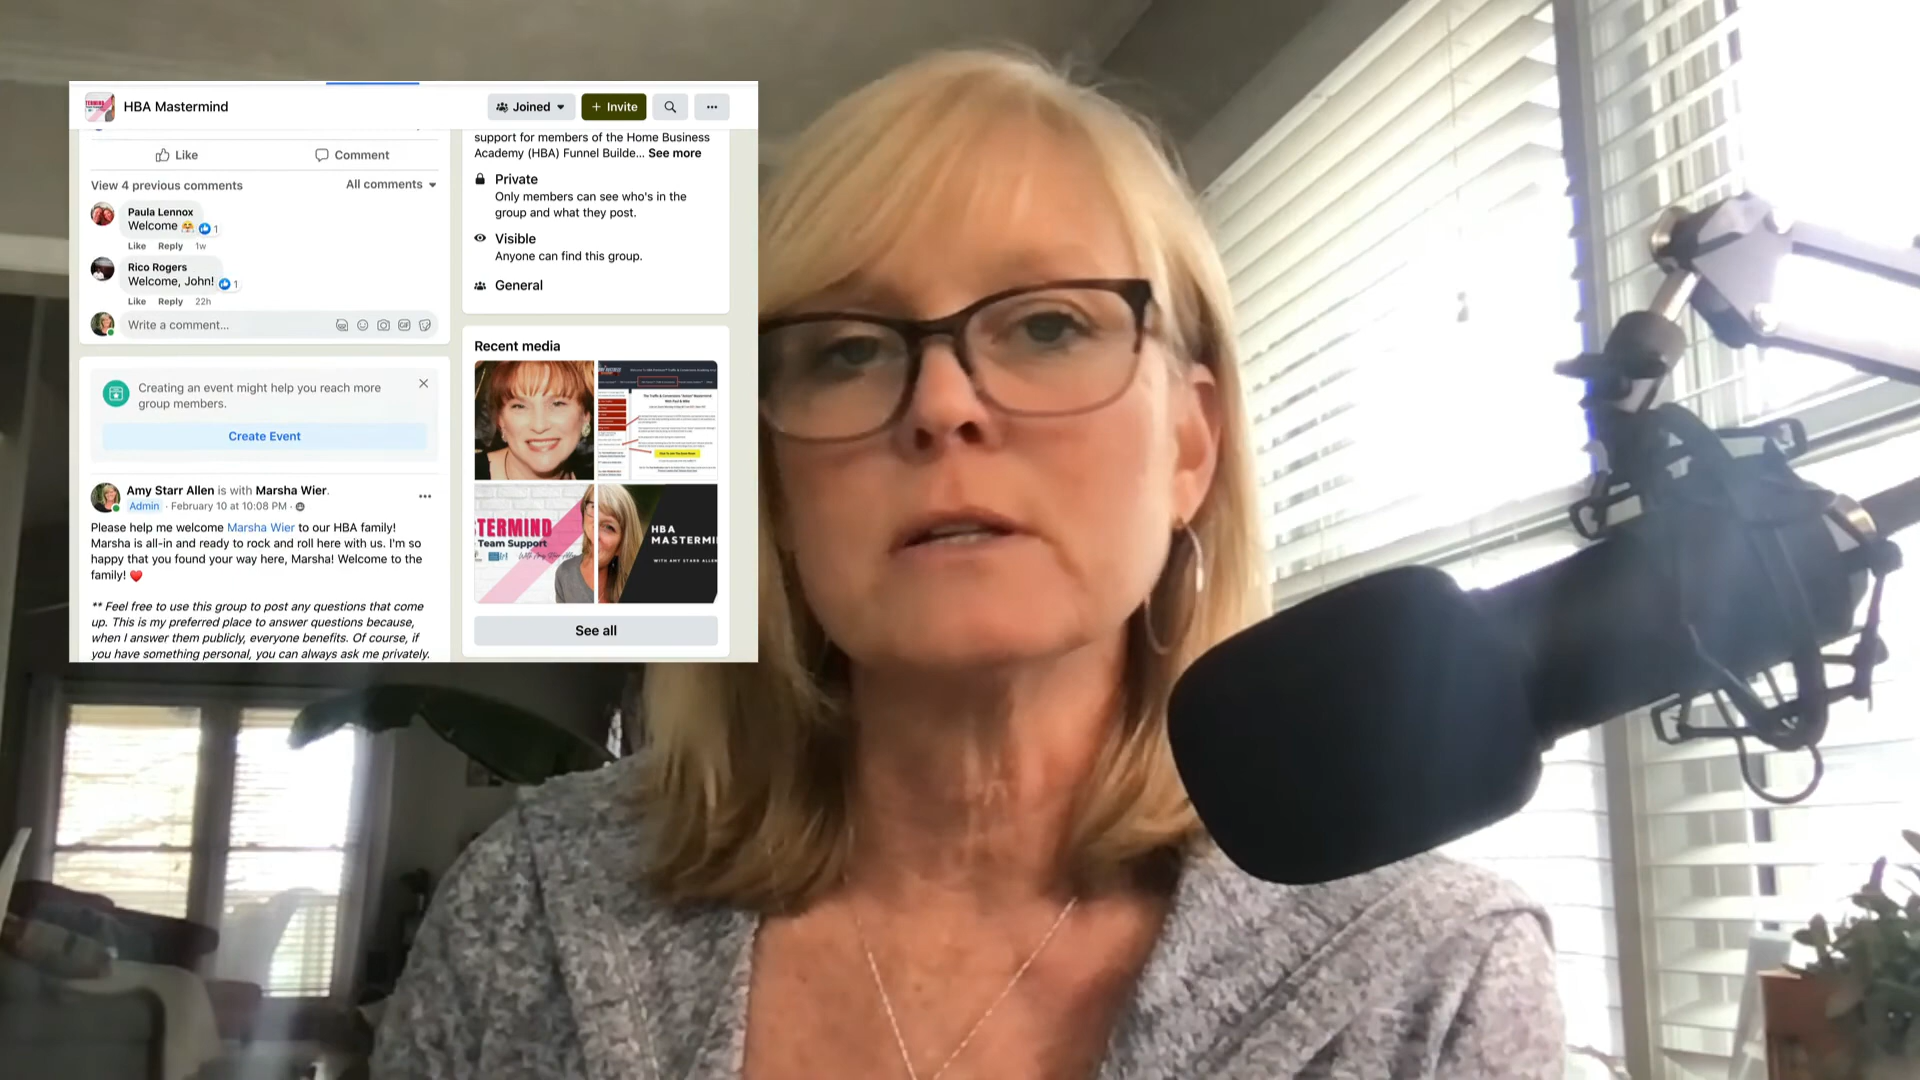 HBA Mastermind
Joined
+ Invite
Like
Comment
View 4 previous comments
All comments
Paula Lennox
Welcome
1
Like Reply 1w
Rico Rogers
Welcome, John!
1
Like Reply 22h
Write a comment...
GIF
Creating an event might help you reach more
group members.
Create Event
Amy Starr Allen is with Marsha Wier.
Admin · February 10 at 10:08 PM ·
Please help me welcome Marsha Wier to our HBA family!
Marsha is all-in and ready to rock and roll here with us. I'm so
happy that you found your way here, Marsha! Welcome to the
family!
** Feel free to use this group to post any questions that come
up. This is my preferred place to answer questions because,
when I answer them publicly, everyone benefits. Of course, if
you have something personal, you can always ask me privately.
support for members of the Home Business
Academy (HBA) Funnel Builde... See more
Private
Only members can see who's in the
group and what they post.
Visible
Anyone can find this group.
General
Recent media
TERMIND
Team Support
With Amy Starr Allen
HBA
MASTERMI
WITH AMY STARR ALLEN
See all